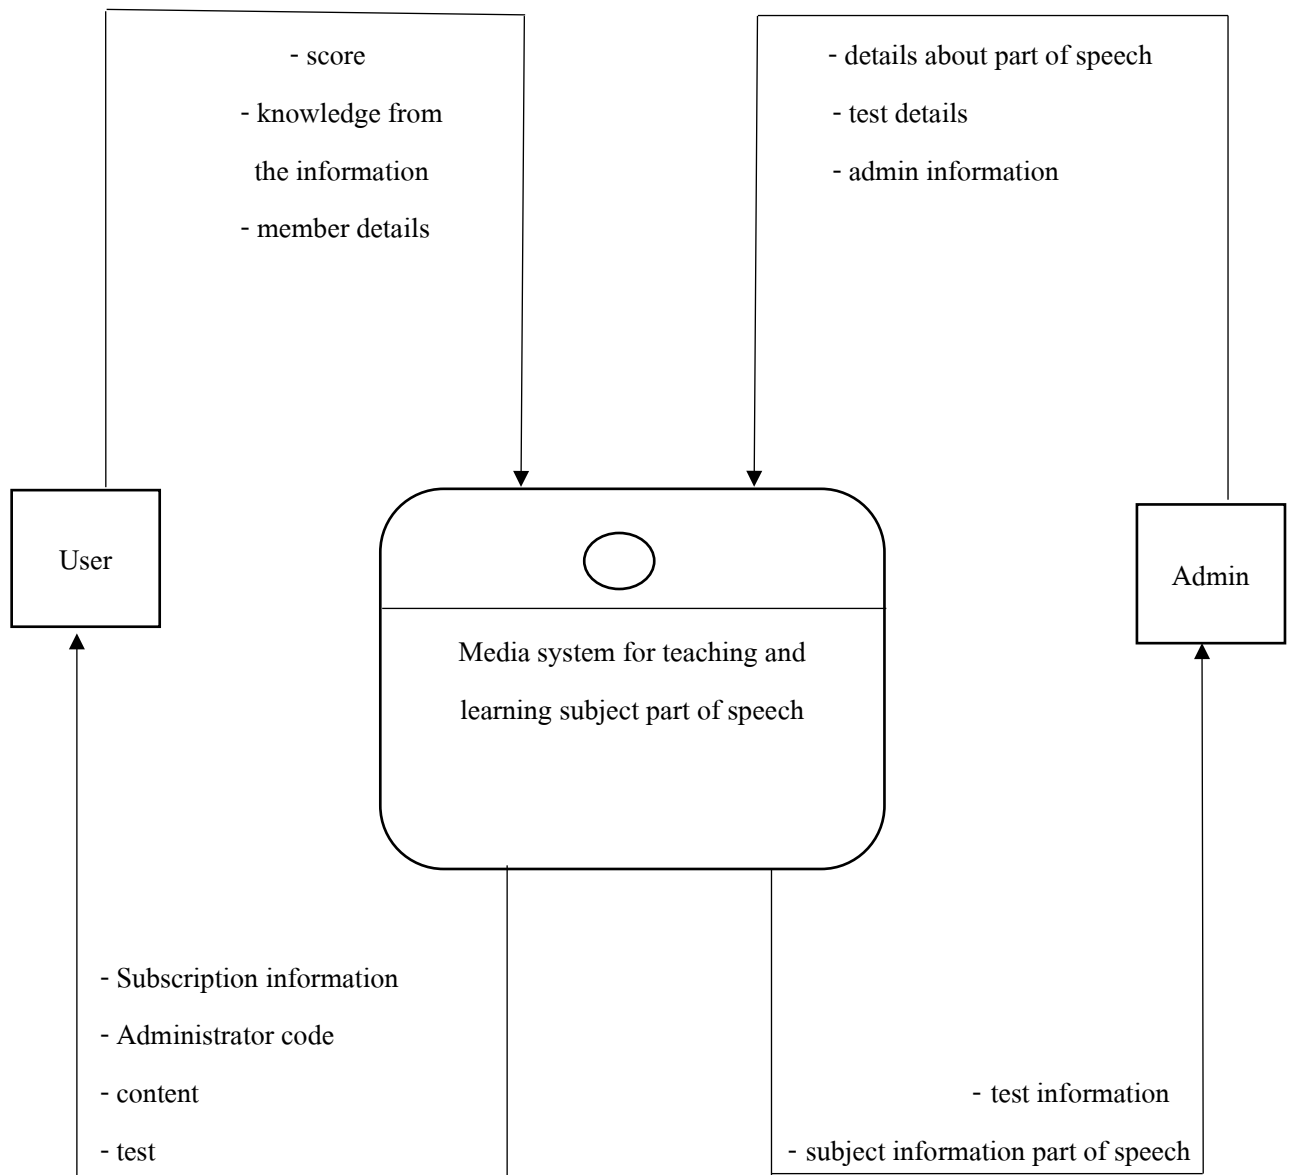 - score
- knowledge from
the information
- member details
- details about part of speech
- test details
- admin information
User
Media system for teaching and
learning subject part of speech
Admin
- Subscription information
- Administrator code
- content
- test
- test information
- subject information part of speech